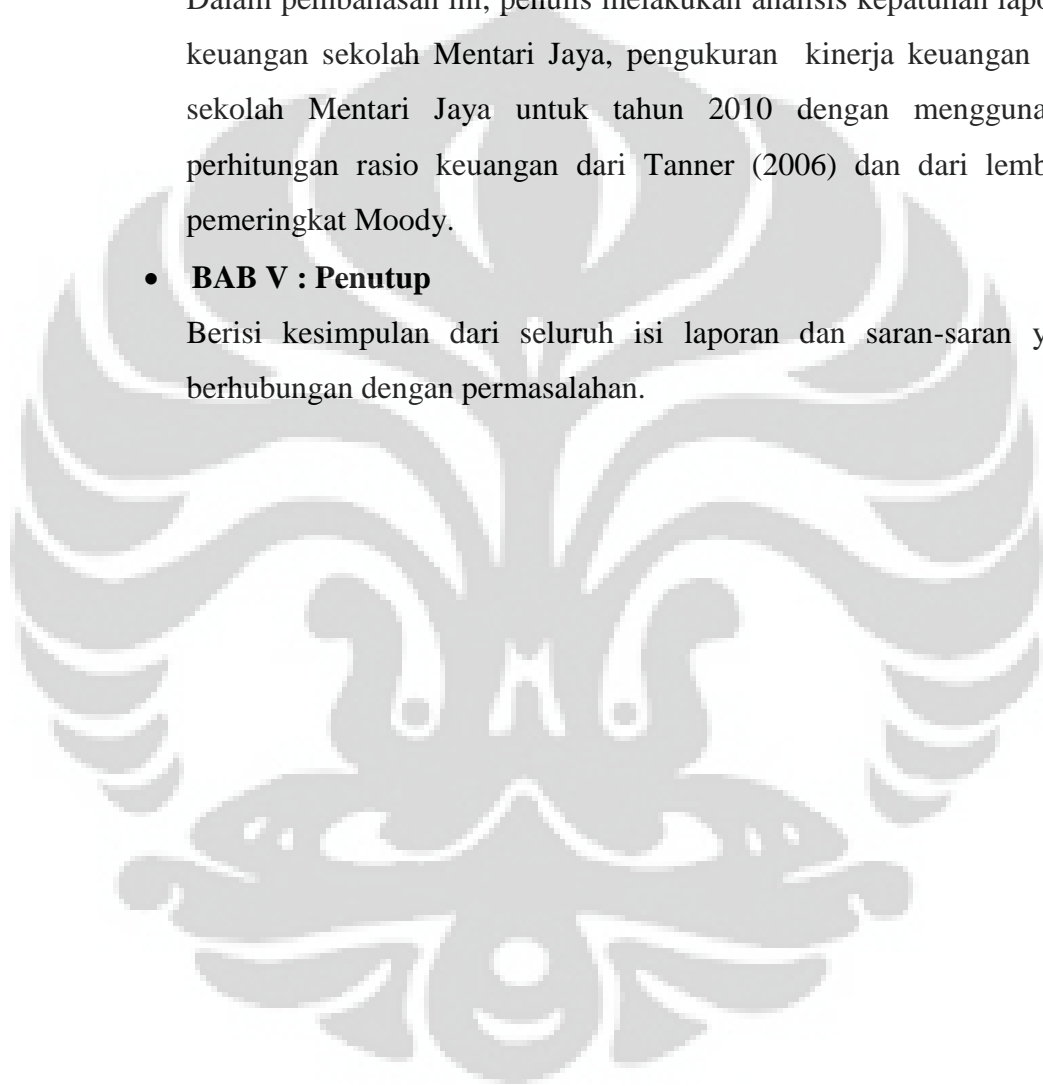 Dalam pembahasan ini, penulis melakukan analisis kepatuhan lapo
keuangan sekolah Mentari Jaya, pengukuran kinerja keuangan
sekolah Mentari Jaya untuk tahun 2010 dengan mengguna
perhitungan rasio keuangan dari Tanner (2006) dan dari lemb
pemeringkat Moody.
• BAB V : Penutup
Berisi kesimpulan dari seluruh isi laporan dan saran-saran y
berhubungan dengan permasalahan.